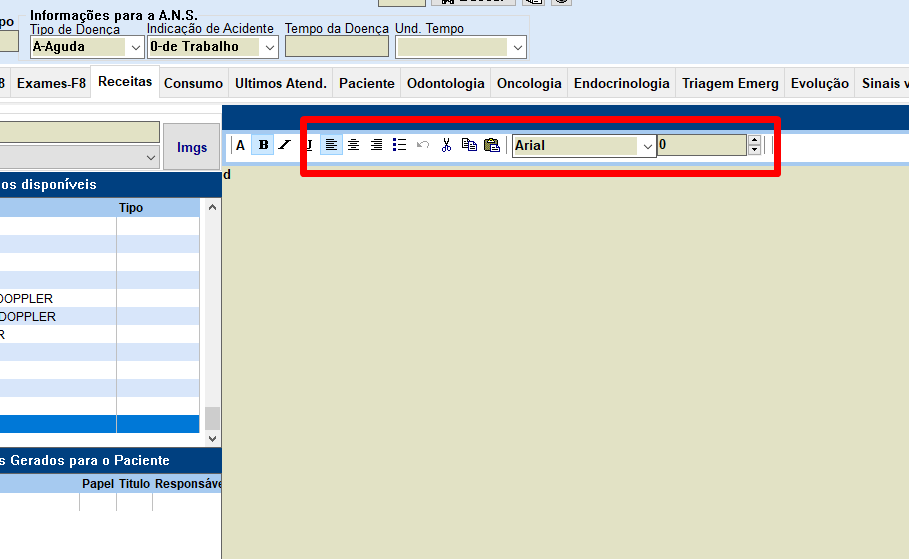 Informações para a A.N.S.
po Tipo de Doença Indicação de Acidente Tempo da Doença Und. Tempo
A-Aguda 0-de Trabalho
8 Exames-F8 Receitas Consumo Ultimos Atend. Paciente Odontologia Oncologia Endocrinologia Triagem Emerg Evolução Sinais v
Imgs
A B I U Arial 0
d
os disponíveis
Tipo
DOPPLER
DOPPLER
R
s Gerados para o Paciente
Papel Titulo Responsáve